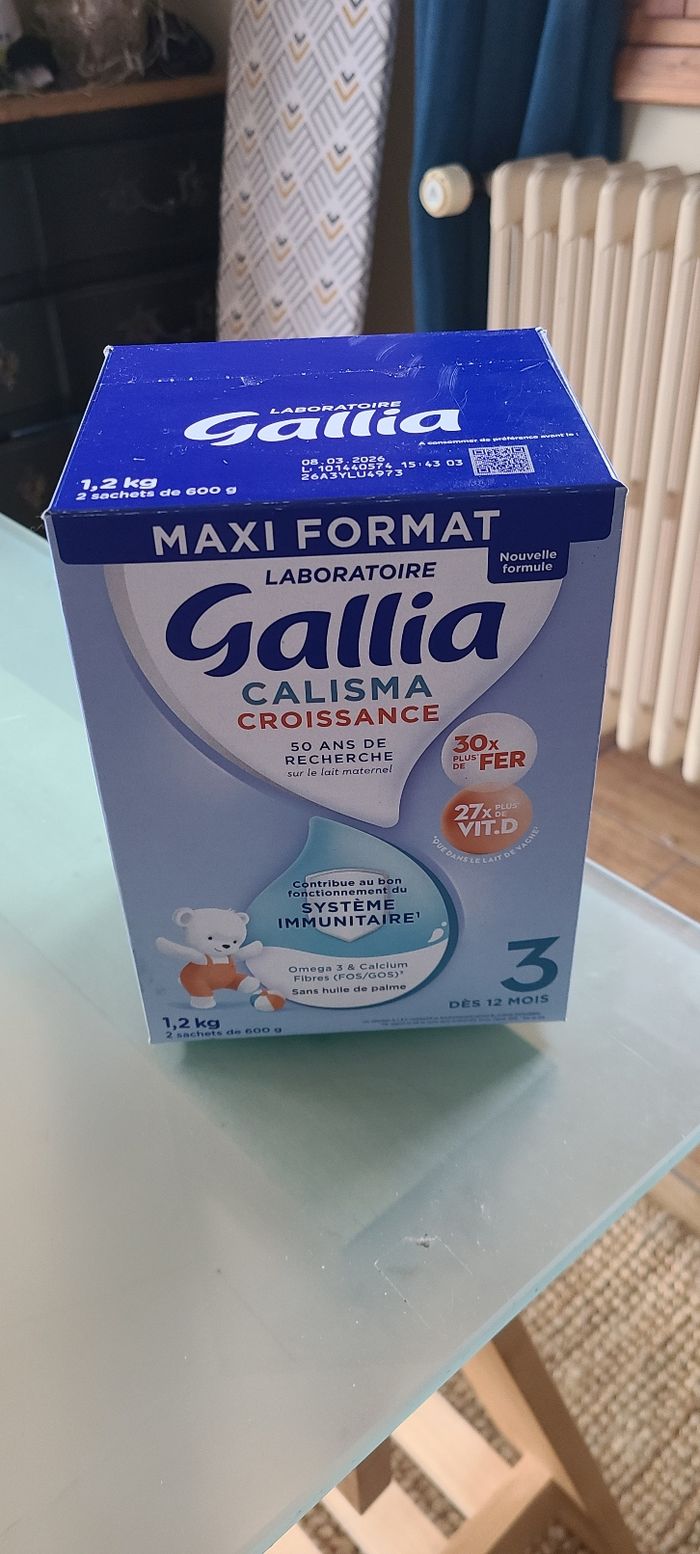 LABORATOIRE
Gallia
A consommer de préférence avant le :
08.03.2026
L: 101440574 15:43 03
26A3YLU4973
1,2 kg
2 sachets de 600 g
MAXI FORMAT
Nouvelle
formule
LABORATOIRE
Gallia
CALISMA
CROISSANCE
50 ANS DE
RECHERCHE
sur le lait maternel
30x
PLUS DE FER
27x PLUS* DE
VIT.D
*QUE DANS LE LAIT DE VACHE²
Contribue au bon
fonctionnement du
SYSTÈME
IMMUNITAIRE¹
Omega 3 & Calcium
Fibres (FOS/GOS)³
Sans huile de palme
3
DÈS 12 MOIS
1,2 kg
2 sachets de 600 g